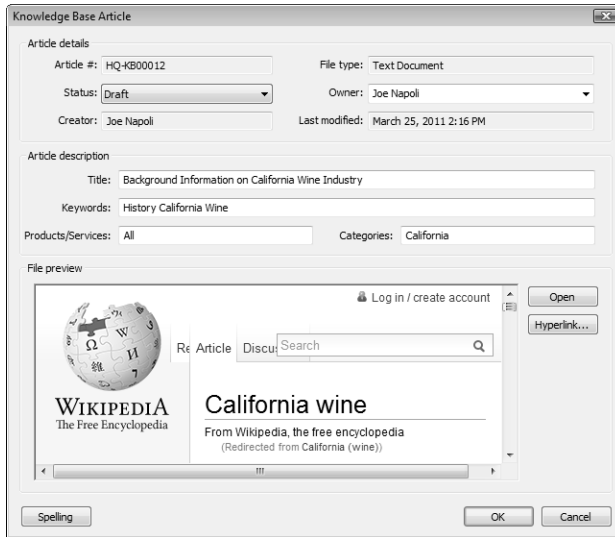 Knowledge Base Article
Article details
Article #: HQ-KB00012 File type: Text Document
Status: Draft Owner: Joe Napoli
Creator: Joe Napoli Last modified: March 25, 2011 2:16 PM
Article description
Title: Background Information on California Wine Industry
Keywords: History California Wine
Products/Services: All Categories: California
File preview
Log in / create account Open
Hyperlink...
Re Article Discu Search
WIKIPEDIA
The Free Encyclopedia
California wine
From Wikipedia, the free encyclopedia
(Redirected from California (wine))
Spelling OK Cancel